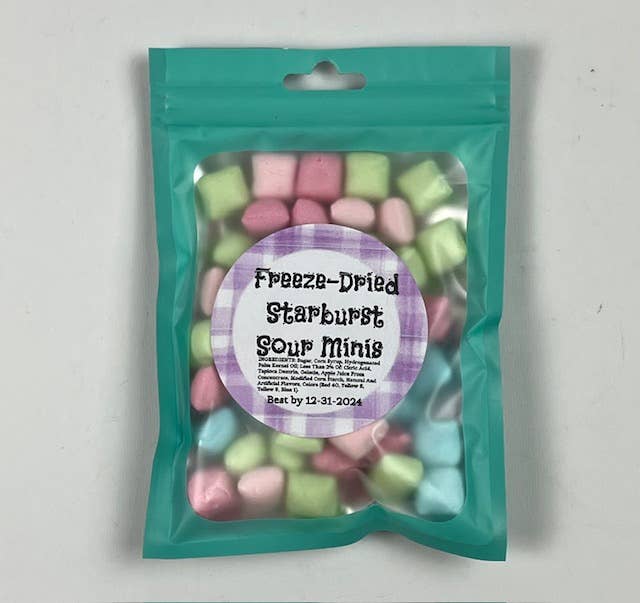 Freeze-Dried
Starburst
Sour Minis
INGREDIENTS: Sugar, Corn Syrup, Hydrogenated
Palm Kernel Oil; Less Than 2% Of: Citric Acid,
Tapioca Dextrin, Gelatin, Apple Juice From
Concentrate, Modified Corn Starch, Natural And
Artificial Flavors, Colors (Red 40, Yellow 5,
Yellow 6, Blue 1).
Best by 12-31-2024